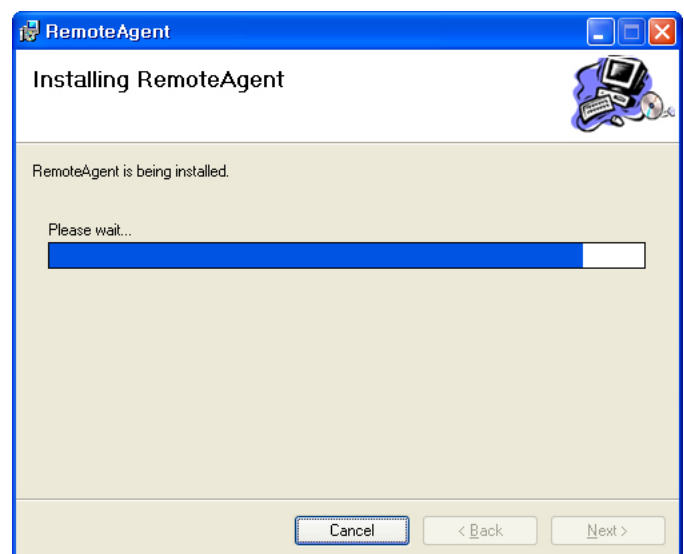 RemoteAgent
Installing RemoteAgent
RemoteAgent is being installed.
Please wait...
Cancel
< Back
Next >